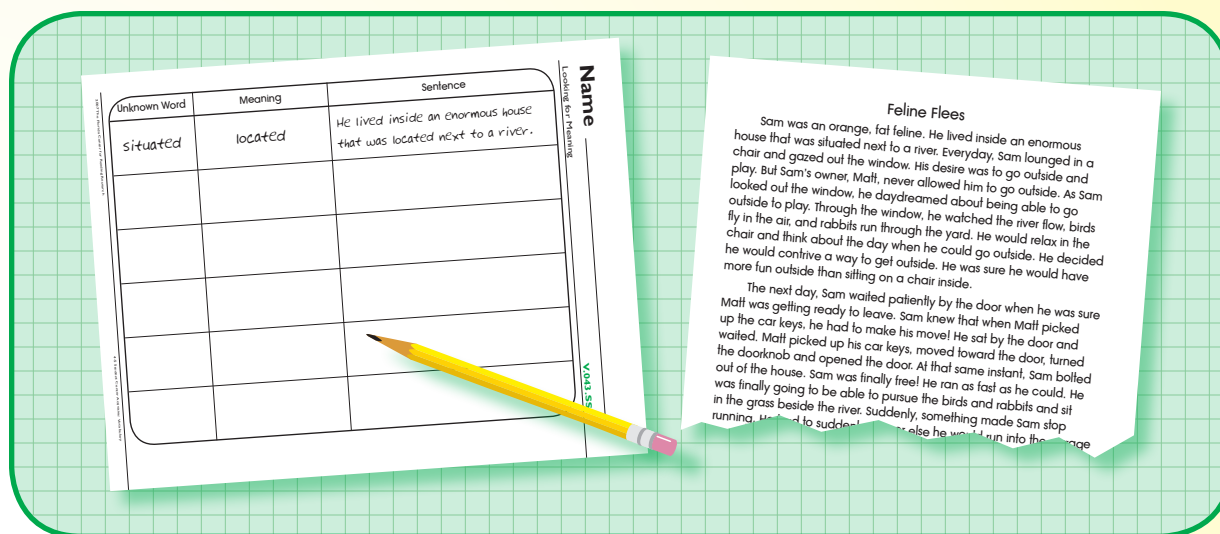 Name
Looking for Meaning
Unknown Word
Meaning
Sentence
situated
located
He lived inside an enormous house
that was located next to a river.
V.043.SS
Feline Flees
Sam was an orange, fat feline. He lived inside an enormous
house that was situated next to a river. Everyday, Sam lounged in a
chair and gazed out the window. His desire was to go outside and
play. But Sam's owner, Matt, never allowed him to go outside. As Sam
looked out the window, he daydreamed about being able to go
outside to play. Through the window, he watched the river flow, birds
fly in the air, and rabbits run through the yard. He would relax in the
chair and think about the day when he could go outside. He decided
he would contrive a way to get outside. He was sure he would have
more fun outside than sitting on a chair inside.
The next day, Sam waited patiently by the door when he was sure
Matt was getting ready to leave. Sam knew that when Matt picked
up the car keys, he had to make his move! He sat by the door and
waited. Matt picked up his car keys, moved toward the door, turned
the doorknob and opened the door. At that same instant, Sam bolted
out of the house. Sam was finally free! He ran as fast as he could. He
was finally going to be able to pursue the birds and rabbits and sit
in the grass beside the river. Suddenly, something made Sam stop
running. to else he would run into the